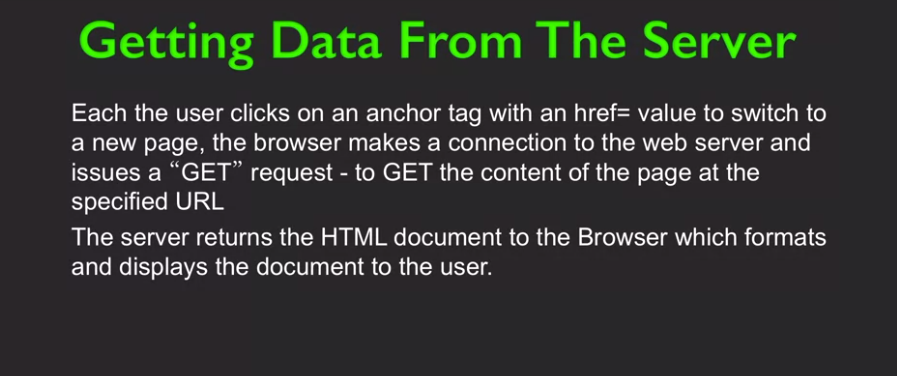 Getting Data From The Server
Each the user clicks on an anchor tag with an href= value to switch to
a new page, the browser makes a connection to the web server and
issues a “GET” request - to GET the content of the page at the
specified URL
The server returns the HTML document to the Browser which formats
and displays the document to the user.